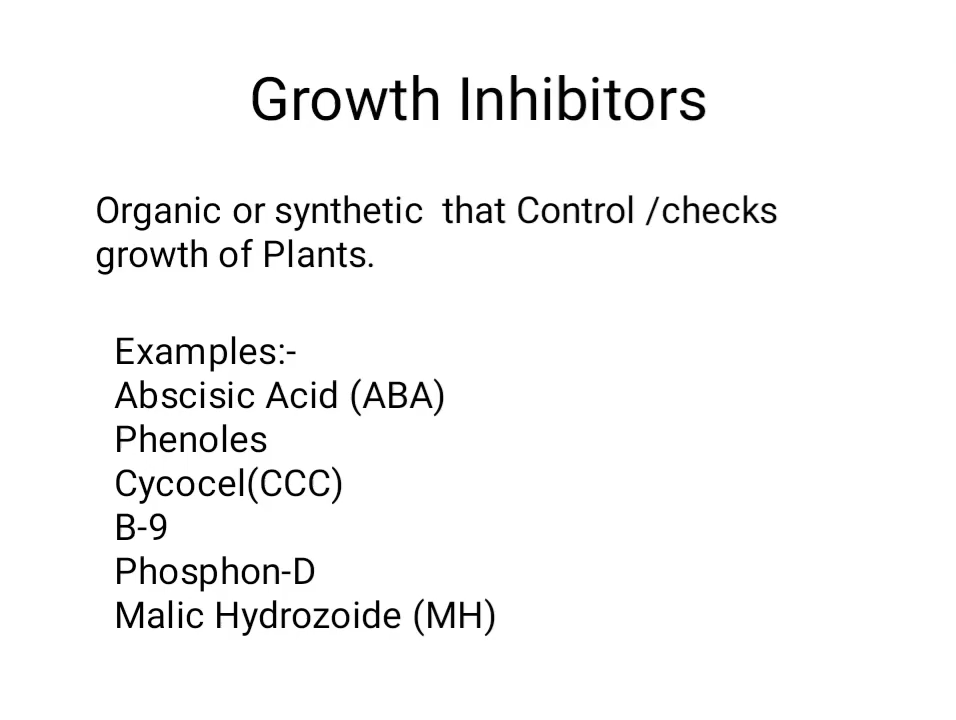 Growth Inhibitors
Organic or synthetic  that Control /checks
growth of Plants.
Examples:-
Abscisic Acid (ABA)
Phenoles
Cycocel(CCC)
B-9
Phosphon-D
Malic Hydrozoide (MH)